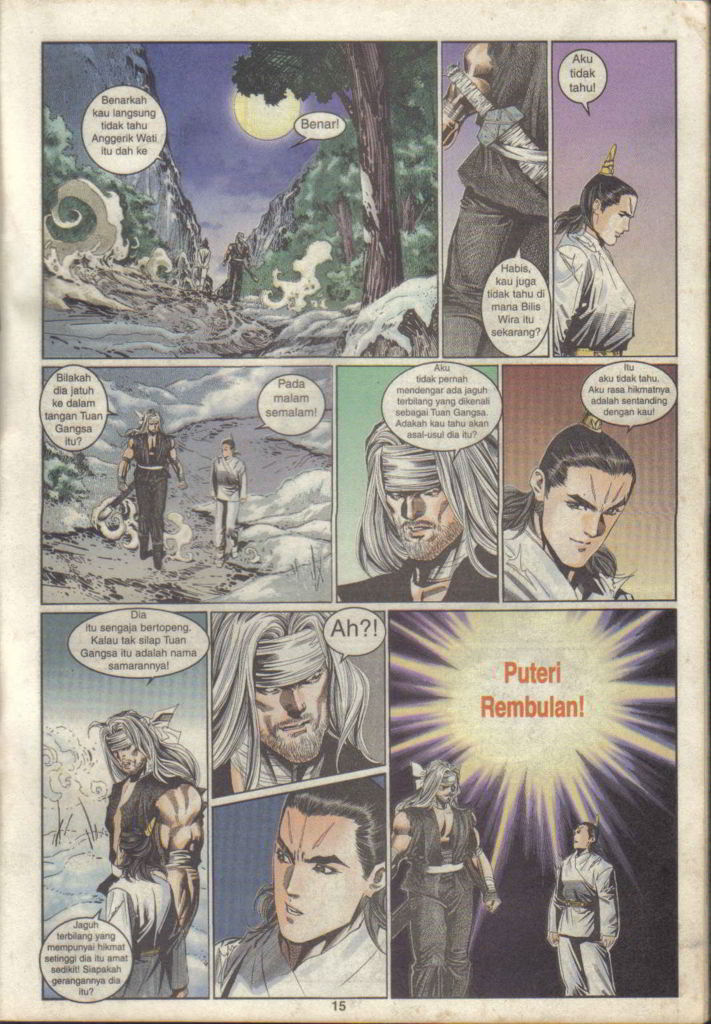 Benarkah
kau langsung
tidak tahu
Anggerik Wati
itu dah ke
Benar!
Habis,
kau juga
tidak tahu di
mana Bilis
Wira itu
sekarang?
Aku
tidak
tahu!
Bilakah
dia jatuh
ke dalam
tangan Tuan
Gangsa
itu?
Pada
malam
semalam!
Aku
tidak pernah
mendengar ada jaguh
terbilang yang dikenali
sebagai Tuan Gangsa.
Adakah kau tahu akan
asal-usul dia itu?
Itu
aku tidak tahu.
Aku rasa hikmatnya
adalah sentanding
dengan kau!
Dia
itu sengaja bertopeng.
Kalau tak silap Tuan
Gangsa itu adalah nama
samarannya!
Jaguh
terbilang yang
mempunyai hikmat
setinggi dia itu amat
sedikit! Siapakah
gerangannya dia
itu?
Ah?!
Puteri
Rembulan!
15